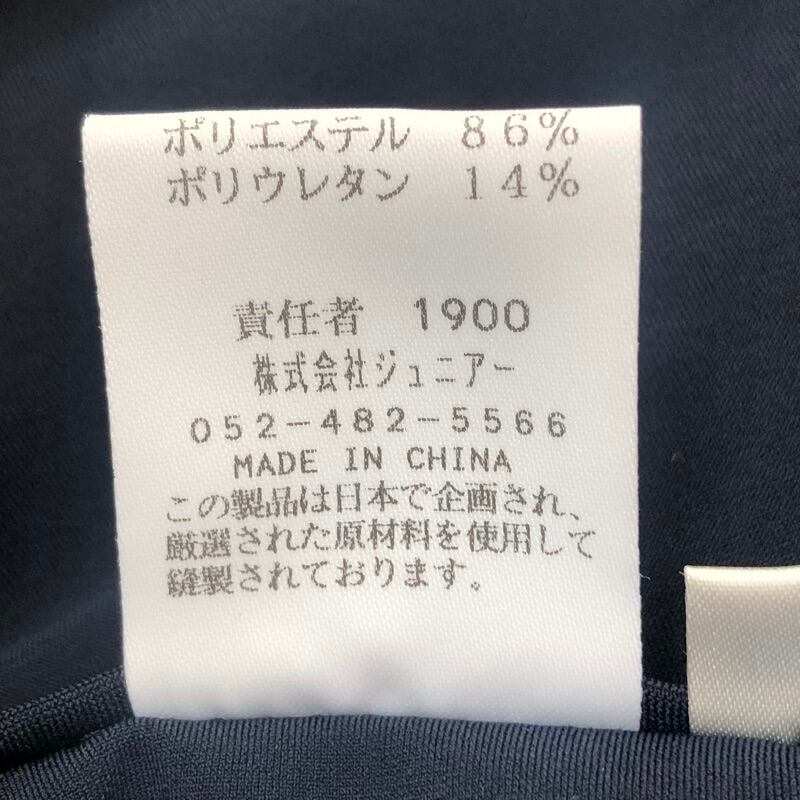 ポリエステル 86%
ポリウレタン 14%
責任者 1900
株式会社ジュニアー
052-482-5566
MADE IN CHINA
この製品は日本で企画され、
厳選された原材料を使用して
縫製されております。